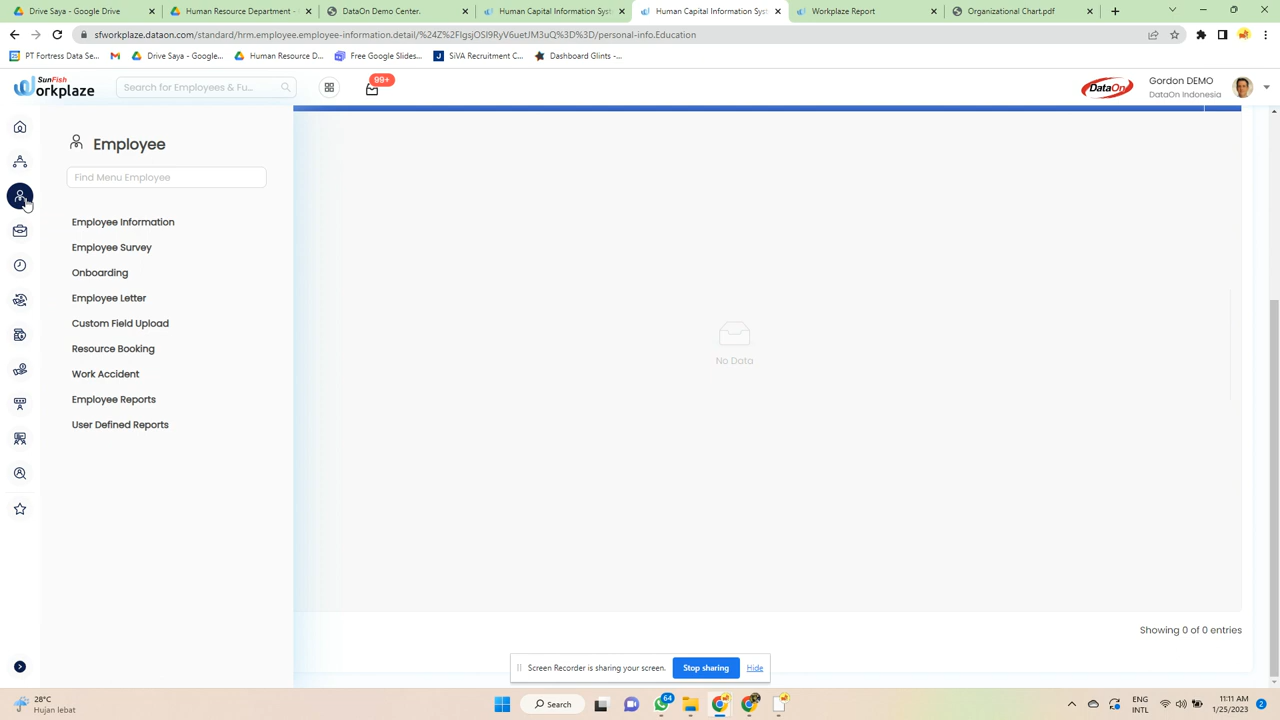 Drive Saya - Google Drive
Human Resource Department -
DataOn Demo Center.
Human Capital Information Syst
Human Capital Information Syst
Workplaze Report
Organizational Chart.pdf
sfworkplaze.dataon.com/standard/hrm.employee.employee-information.detail/%24Z%2FlgsjOSI9RyV6uetJM3uQ%3D%3D/personal-info.Education
PT Fortress Data Se...
Drive Saya - Google...
Human Resource D...
Free Google Slides...
SiVA Recruitment C...
Dashboard Glints -...
SunFish
Workplaze
Search for Employees & Fu...
99+
DataOn
Gordon DEMO
DataOn Indonesia
Employee
Find Menu Employee
Employee Information
Employee Survey
Onboarding
Employee Letter
Custom Field Upload
Resource Booking
Work Accident
Employee Reports
User Defined Reports
No Data
Showing 0 of 0 entries
Screen Recorder is sharing your screen.
Stop sharing
Hide
28°C
Hujan lebat
Search
64
ENG
INTL
11:11 AM
1/25/2023
2